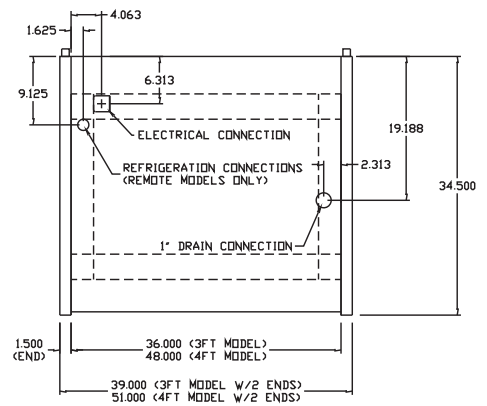 4.063
1.625
6.313
9.125
ELECTRICAL CONNECTION
19.188
REFRIGERATION CONNECTIONS
(REMOTE MODELS ONLY)
2.313
34.500
1" DRAIN CONNECTION
1.500
(END)
36.000 (3FT MODEL)
48.000 (4FT MODEL)
39.000 (3FT MODEL W/2 ENDS)
51.000 (4FT MODEL W/2 ENDS)